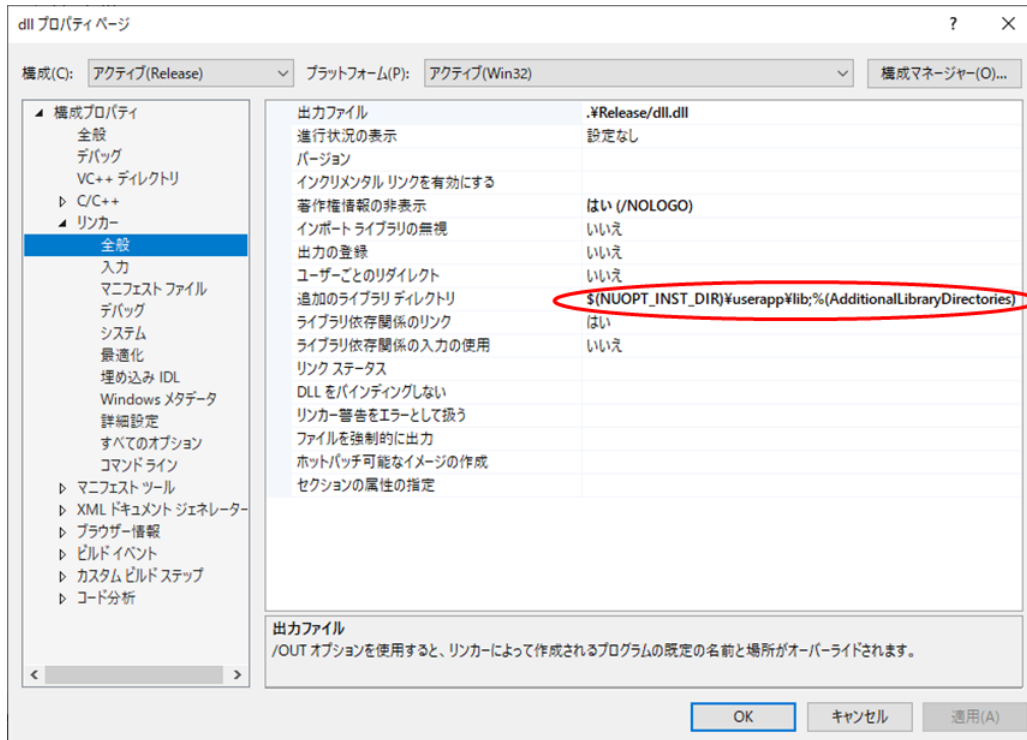 dll プロパティ ページ
?
構成(C):
アクティブ(Release)
プラットフォーム(P):
アクティブ(Win32)
構成マネージャー(O)...
構成プロパティ
全般
デバッグ
VC++ ディレクトリ
C/C++
リンカー
全般
入力
マニフェスト ファイル
デバッグ
システム
最適化
埋め込み IDL
Windows メタデータ
詳細設定
すべてのオプション
コマンド ライン
マニフェスト ツール
XML ドキュメント ジェネレーター
ブラウザー情報
ビルド イベント
カスタム ビルド ステップ
コード分析
出力ファイル .¥Release/dll.dll
進行状況の表示 設定なし
バージョン
インクリメンタル リンクを有効にする
著作権情報の非表示 はい (/NOLOGO)
インポート ライブラリの無視 いいえ
出力の登録 いいえ
ユーザーごとのリダイレクト いいえ
追加のライブラリ ディレクトリ $(NUOPT_INST_DIR)¥userapp¥lib;%(AdditionalLibraryDirectories)
ライブラリ依存関係のリンク はい
ライブラリ依存関係の入力の使用 いいえ
リンク ステータス
DLL をバインディングしない
リンカー警告をエラーとして扱う
ファイルを強制的に出力
ホットパッチ可能なイメージの作成
セクションの属性の指定
出力ファイル
/OUT オプションを使用すると、リンカーによって作成されるプログラムの既定の名前と場所がオーバーライドされます。
OK
キャンセル
適用(A)